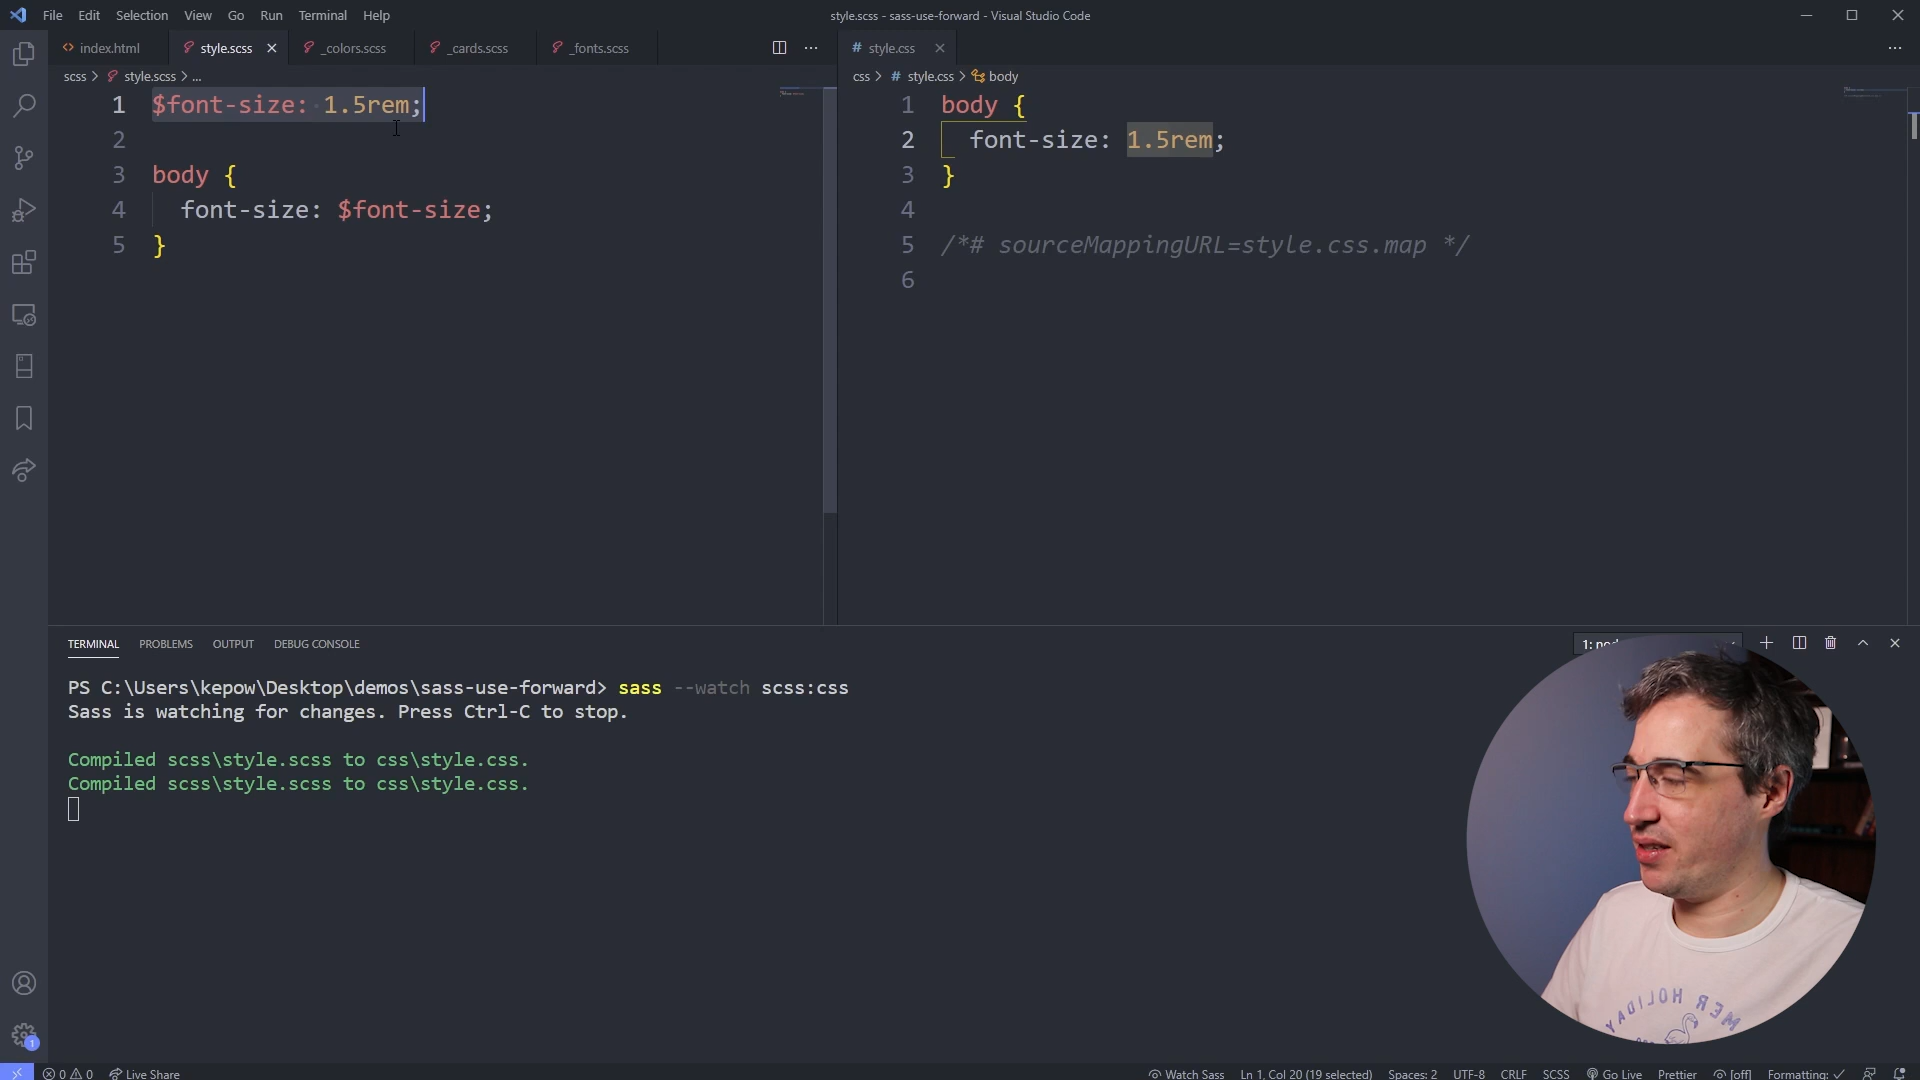 File Edit Selection View Go Run Terminal Help
style.scss - sass-use-forward - Visual Studio Code
index.html style.scss _colors.scss _cards.scss _fonts.scss
style.css
scss > style.scss > ...
css > style.css > body
1 $font-size: 1.5rem;
2
3 body {
4 font-size: $font-size;
5 }
1 body {
2 font-size: 1.5rem;
3 }
4
5 /*# sourceMappingURL=style.css.map */
6
TERMINAL PROBLEMS OUTPUT DEBUG CONSOLE
PS C:\Users\kepow\Desktop\demos\sass-use-forward> sass --watch scss:css
Sass is watching for changes. Press Ctrl-C to stop.
Compiled scss\style.scss to css\style.css.
Compiled scss\style.scss to css\style.css.
HOLIDAY
1
0 0 Live Share
Watch Sass Ln 1, Col 20 (19 selected) Spaces: 2 UTF-8 CRLF SCSS Go Live Prettier [off] Formatting: ✓